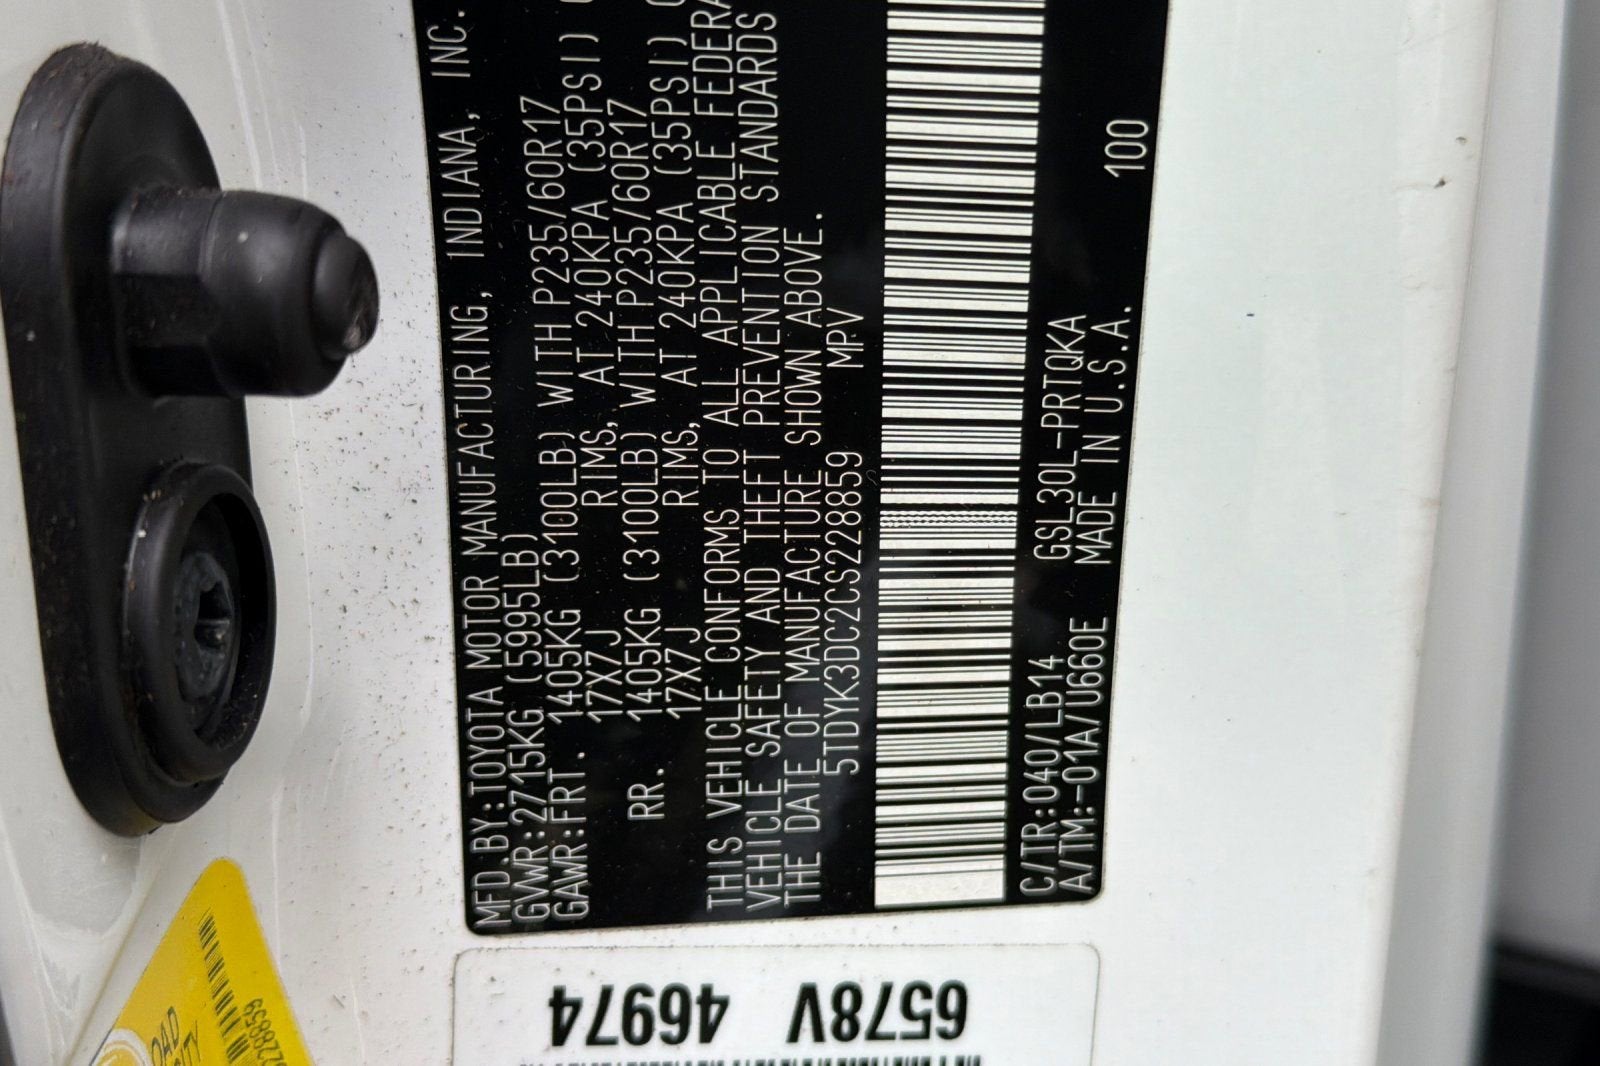 MFD.BY:TOYOTA MOTOR MANUFACTURING, INDIANA, INC.
GVWR:2715KG (5995LB)
GAWR:FRT. 1405KG (3100LB) WITH P235/60R17
17X7J RIMS, AT 240KPA (35PSI)
RR. 1405KG (3100LB) WITH P235/60R17
17X7J RIMS, AT 240KPA (35PSI)
THIS VEHICLE CONFORMS TO ALL APPLICABLE
VEHICLE SAFETY AND THEFT PREVENTION STANDARDS
THE DATE OF MANUFACTURE SHOWN ABOVE.
5TDYK3DC2CS228859 MPV
C/TR:040/LB14 GSL30L-PRTQKA 100
A/TM:-01A/U660E MADE IN U.S.A.
6578V 46974
228859